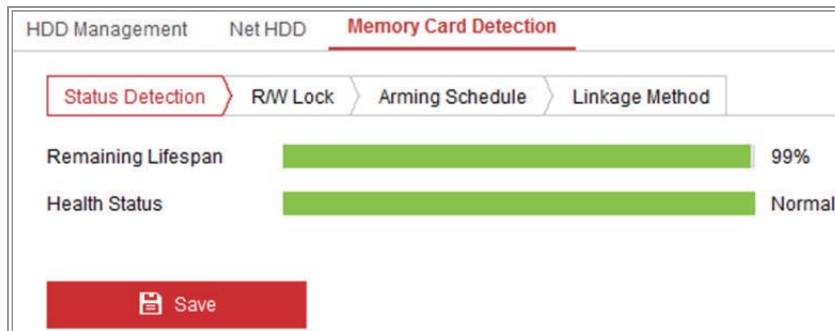 HDD Management Net HDD Memory Card Detection
Status Detection R/W Lock Arming Schedule Linkage Method
Remaining Lifespan 99%
Health Status Normal
Save